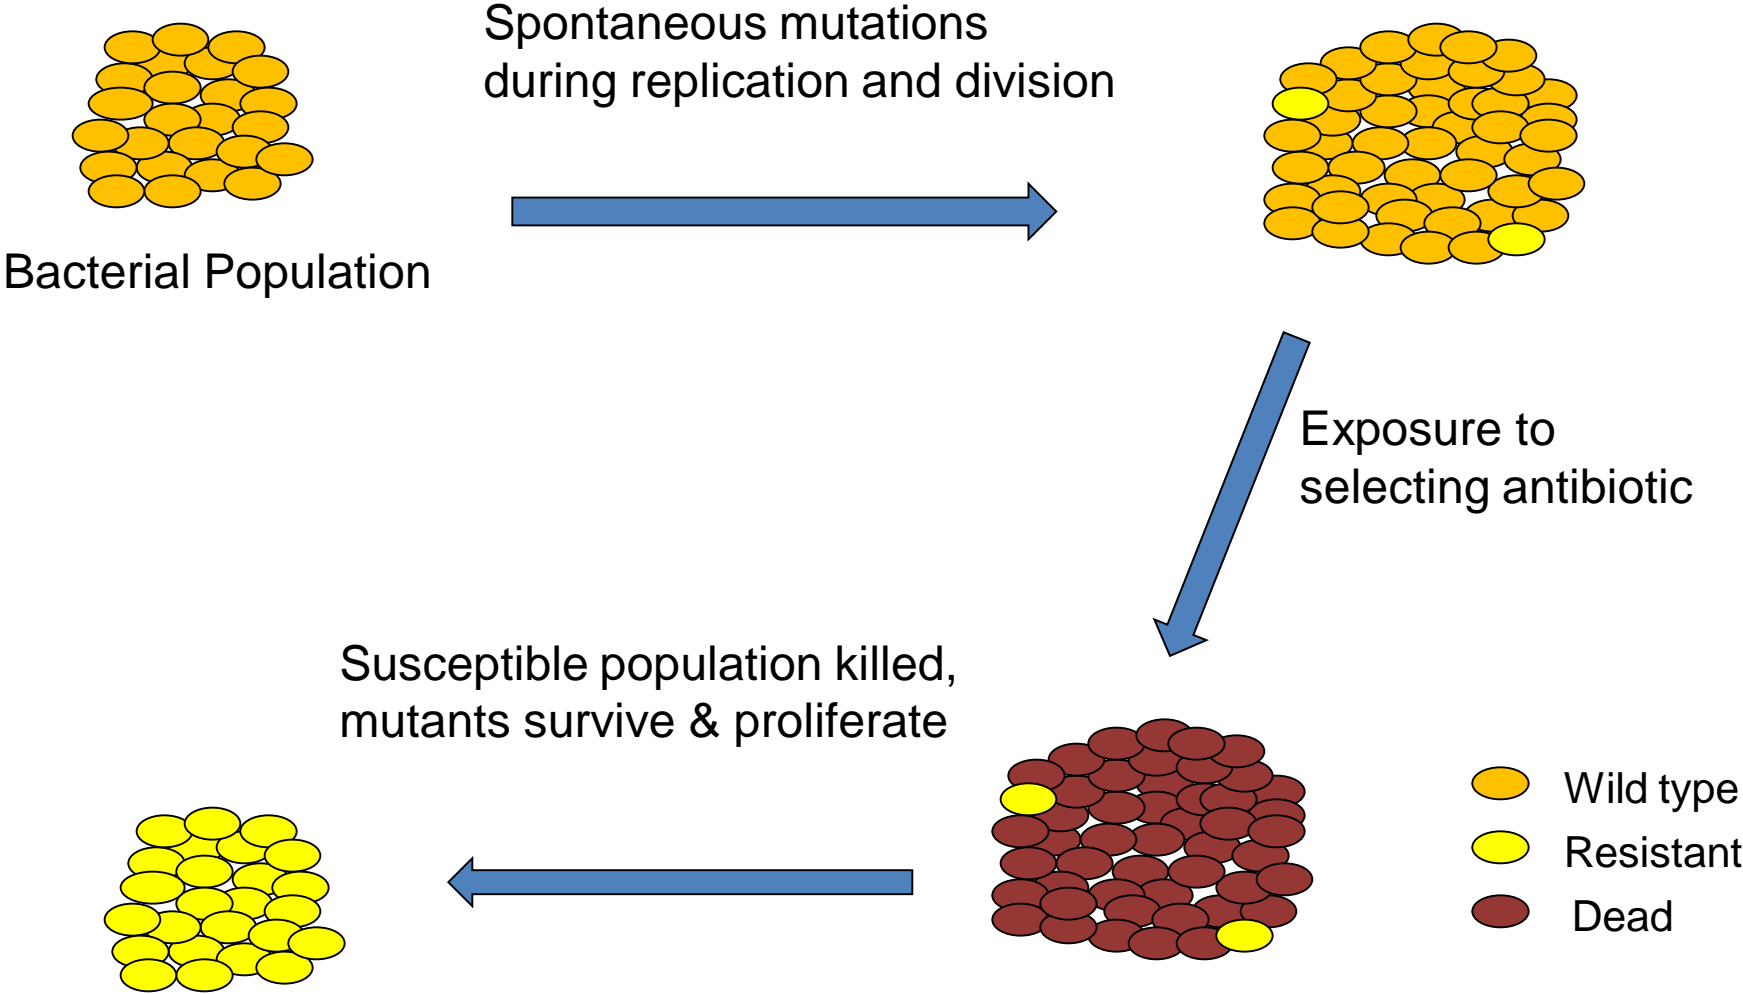 Spontaneous mutations
during replication and division
Bacterial Population
Exposure to
selecting antibiotic
Susceptible population killed,
mutants survive & proliferate
Wild type
Resistant
Dead